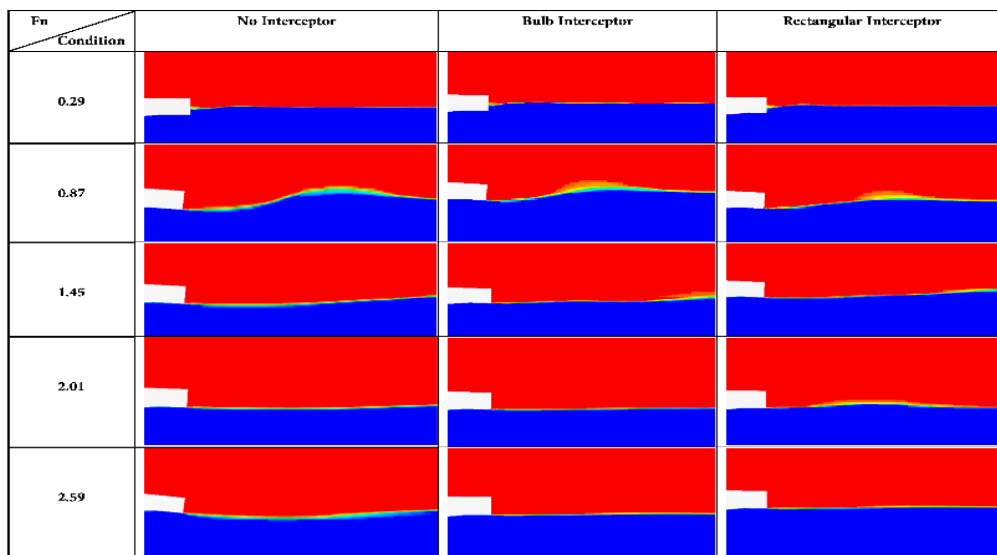 Fn
Condition
No Interceptor
Bulb Interceptor
Rectangular Interceptor
0.29
0.87
1.45
2.01
2.59